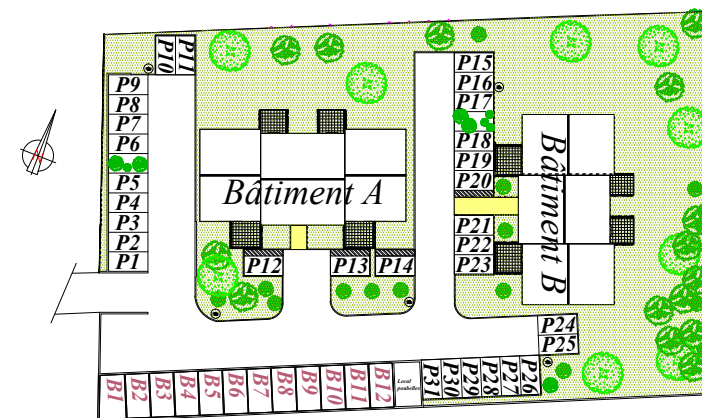 P10
P11
P9
P8
P7
P6
P5
P4
P3
P2
P1
Bâtiment A
P12
P13
P14
P15
P16
P17
P18
P19
P20
P21
P22
P23
Bâtiment B
P24
P25
B1
B2
B3
B4
B5
B6
B7
B8
B9
B10
B11
B12
Local
poubelles
P31
P30
P29
P28
P27
P26